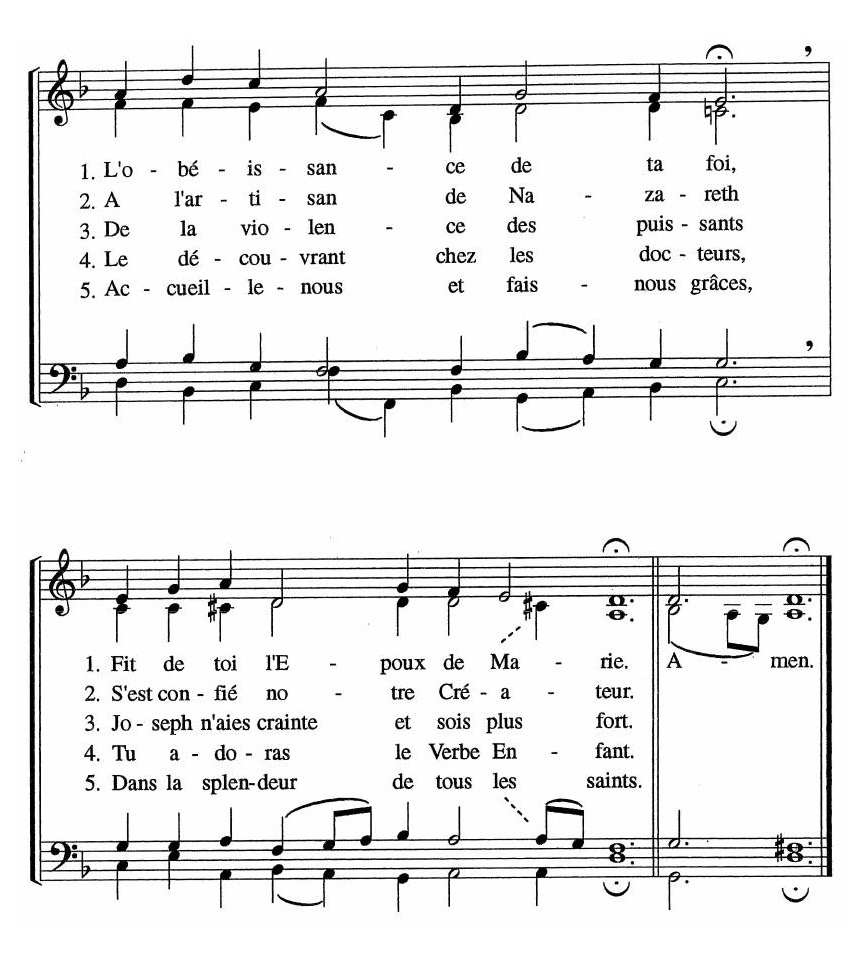 1. L'o - bé - is - san - ce de ta foi,
2. A l'ar - ti - san de Na - za - reth
3. De la vio - len - ce des puis - sants
4. Le dé - cou - vrant chez les doc - teurs,
5. Ac - cueil - le - nous et fais - nous grâces,
1. Fit de toi l'E - poux de Ma - rie. A - men.
2. S'est con - fié no - tre Cré - a - teur.
3. Jo - seph n'aies crainte et sois plus fort.
4. Tu a - do - ras le Verbe En - fant.
5. Dans la splen - deur de tous les saints.